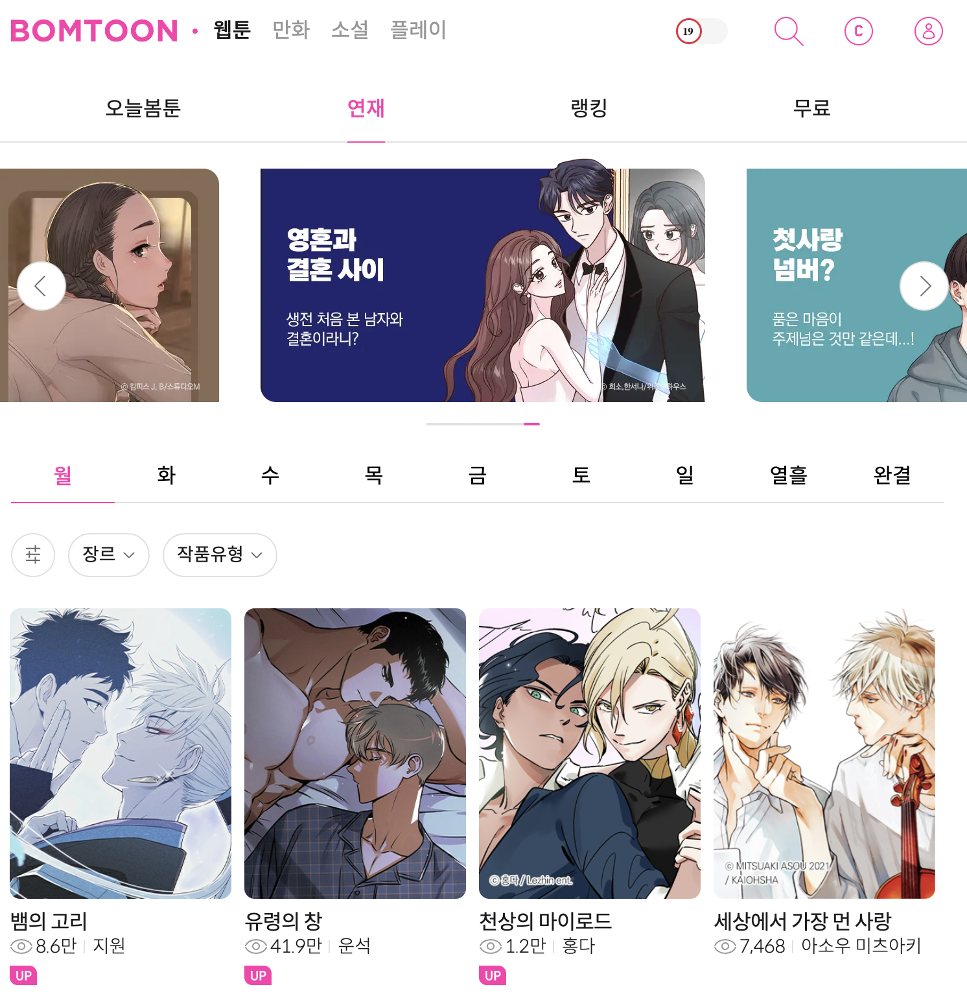 BOMTOON · 웹툰 만화 소설 플레이 19 C
오늘봄툰 연재 랭킹 무료
ⓒ 캄피스 J, B/스튜디오M
영혼과
결혼 사이
생전 처음 본 남자와
결혼이라니?
ⓒ 희소,한서나/위즈덤하우스
첫사랑
넘버?
품은 마음이
주제넘은 것만 같은데...!
월 화 수 목 금 토 일 열흘 완결
장르 작품유형
ⓒ 홍다 / Lezhin ent.
ⓒ MITSUAKI ASOU 2021
/ KAIOHSHA
뱀의 고리
8.6만 지원
UP
유령의 창
41.9만 운석
UP
천상의 마이로드
1.2만 홍다
UP
세상에서 가장 먼 사랑
7,468 아소우 미츠아키